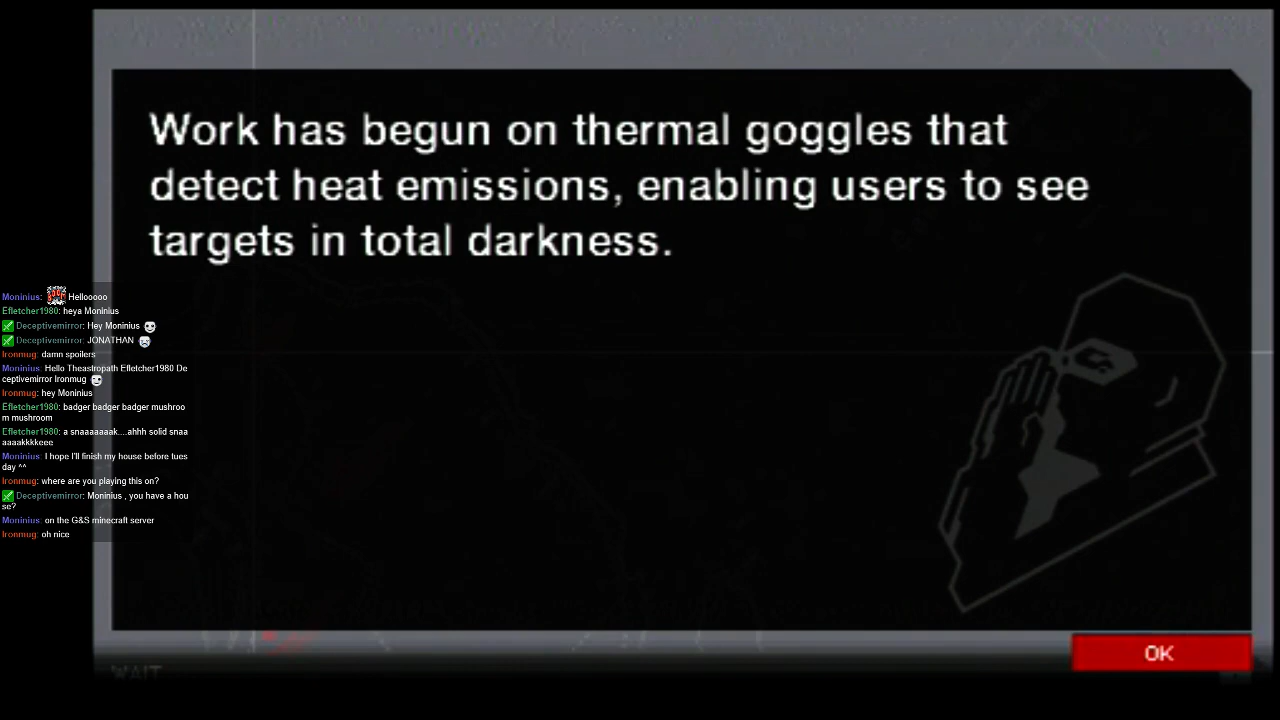 Work has begun on thermal goggles that
detect heat emissions, enabling users to see
targets in total darkness.
Moninius: Hellooooo
Efletcher1980: heya Moninius
Deceptivemirror: Hey Moninius
Deceptivemirror: JONATHAN
Ironmug: damn spoilers
Moninius: Hello Theastropath Efletcher1980 De
ceptivemirror Ironmug
Ironmug: hey Moninius
Efletcher1980: badger badger badger mushroo
m mushroom
Efletcher1980: a snaaaaaaak....ahhh solid snaa
aaaakkkkeee
Moninius: I hope I'll finish my house before tues
day ^^
Ironmug: where are you playing this on?
Deceptivemirror: Moninius , you have a hou
se?
Moninius: on the G&S minecraft server
Ironmug: oh nice
OK
WAIT